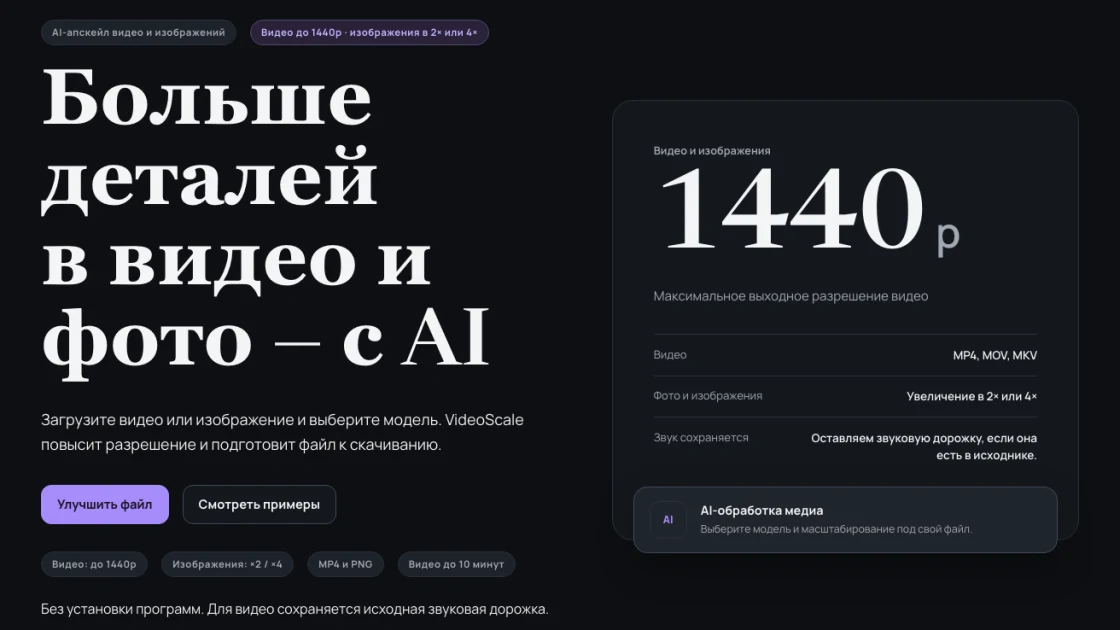 AI-апскейл видео и изображений
Видео до 1440p · изображения в 2× или 4×
Больше
деталей
в видео и
фото — с AI
Загрузите видео или изображение и выберите модель. VideoScale
повысит разрешение и подготовит файл к скачиванию.
Улучшить файл
Смотреть примеры
Видео: до 1440p
Изображения: ×2 / ×4
MP4 и PNG
Видео до 10 минут
Без установки программ. Для видео сохраняется исходная звуковая дорожка.
Видео и изображения
1440 p
Максимальное выходное разрешение видео
Видео
MP4, MOV, MKV
Фото и изображения
Увеличение в 2× или 4×
Звук сохраняется
Оставляем звуковую дорожку, если она
есть в исходнике.
AI
AI-обработка медиа
Выберите модель и масштабирование под свой файл.